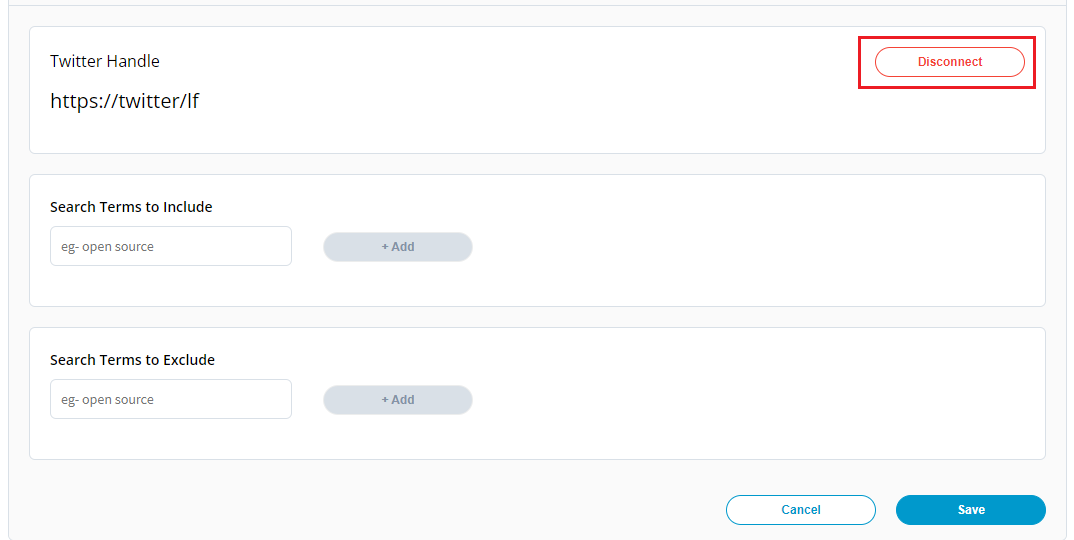 Twitter Handle
Disconnect
https://twitter/lf
Search Terms to Include
eg- open source
+ Add
Search Terms to Exclude
eg- open source
+ Add
Cancel
Save